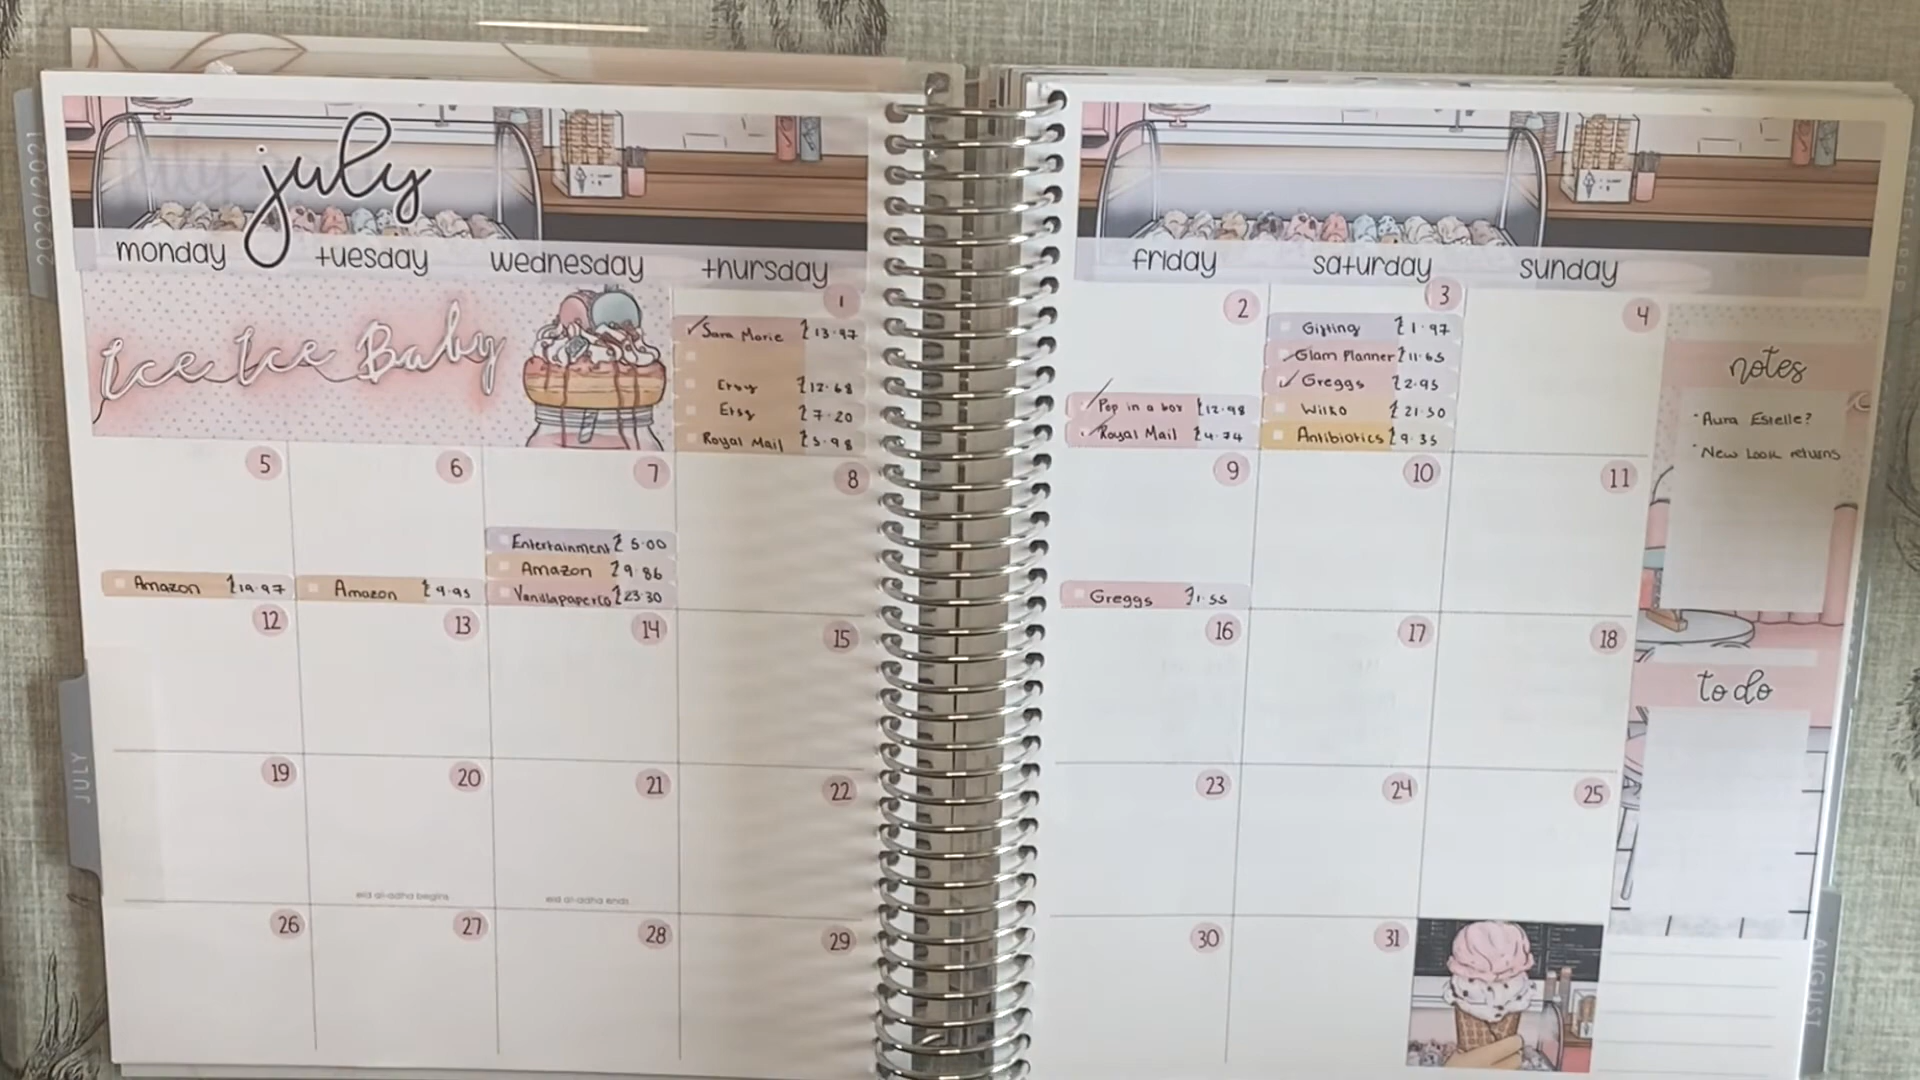 july
monday tuesday wednesday thursday
friday saturday sunday
Ice Ice Baby
1
✓ Sara Marie £13.97
Etsy £12.68
Etsy £7.20
Royal Mail £5.98
2
Pop in a box £12.98
Royal Mail £4.74
3
Gifting £1.97
Glam Planner £11.65
✓ Greggs £2.95
Wilko £21.50
Antibiotics £9.35
4
notes
• Aura Estelle?
• New Look returns
5
Amazon £19.97
6
Amazon £9.95
7
Entertainment £5.00
Amazon £9.86
Vanillapaperco £23.30
8
9
Greggs £1.55
10
11
12
13
14
15
16
17
18
to do
19
20
eid al-adha begins
21
eid al-adha ends
22
23
24
25
26
27
28
29
30
31
2020/2021
JULY
AUGUST